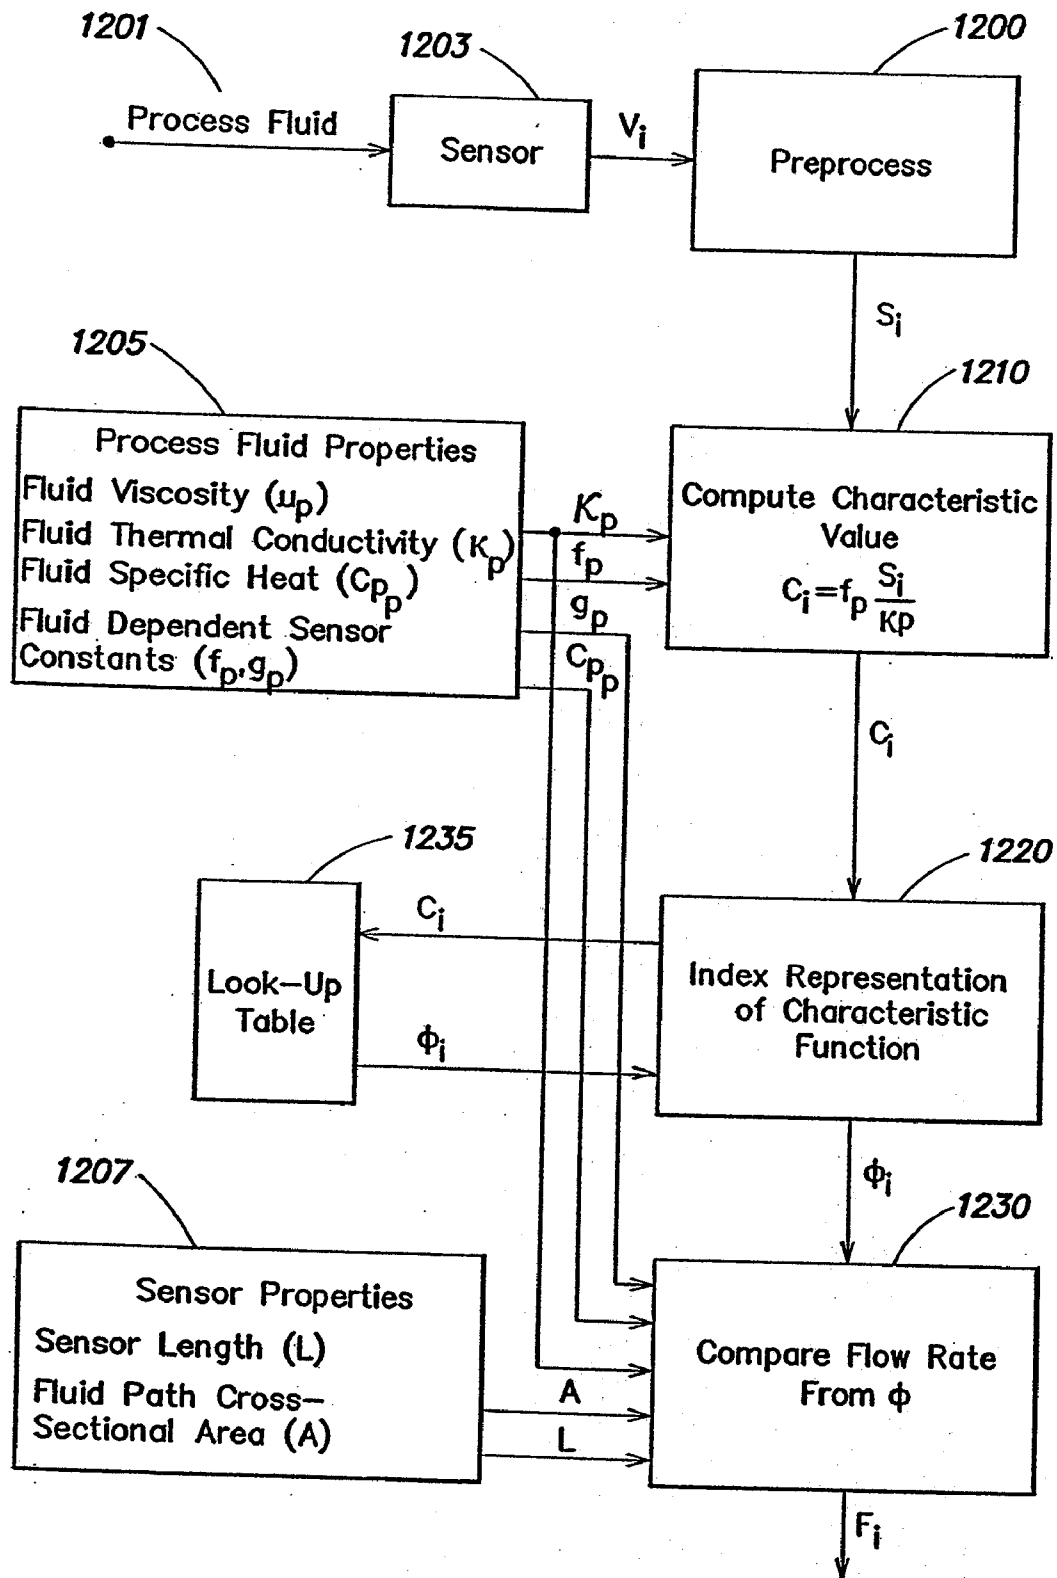 1201
1203
1200
Process Fluid
Sensor
Vi
Preprocess
Si
1205
1210
Process Fluid Properties
Fluid Viscosity (μp)
Fluid Thermal Conductivity (Kp)
Fluid Specific Heat (Cpp)
Fluid Dependent Sensor
Constants (fp,gp)
Kp
fp
gp
Cpp
Compute Characteristic
Value
Ci=fp Si/KP
Ci
1235
1220
Look-Up
Table
Ci
ϕi
Index Representation
of Characteristic
Function
ϕi
1207
1230
Sensor Properties
Sensor Length (L)
Fluid Path Cross-
Sectional Area (A)
A
L
Compare Flow Rate
From ϕ
Fi